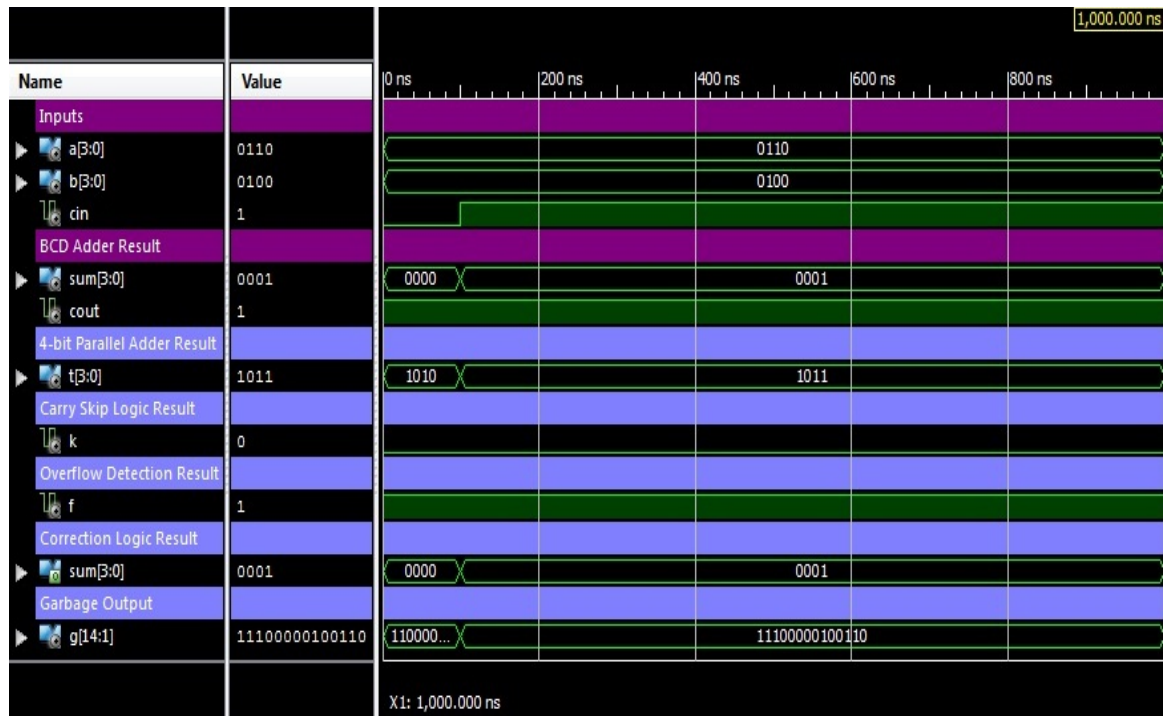 1,000.000 ns
Name Value 0 ns 200 ns 400 ns 600 ns 800 ns
Inputs
a[3:0] 0110 0110
b[3:0] 0100 0100
cin 1
BCD Adder Result
sum[3:0] 0001 0000 0001
cout 1
4-bit Parallel Adder Result
t[3:0] 1011 1010 1011
Carry Skip Logic Result
k 0
Overflow Detection Result
f 1
Correction Logic Result
sum[3:0] 0001 0000 0001
Garbage Output
g[14:1] 11100000100110 110000... 11100000100110
X1: 1,000.000 ns